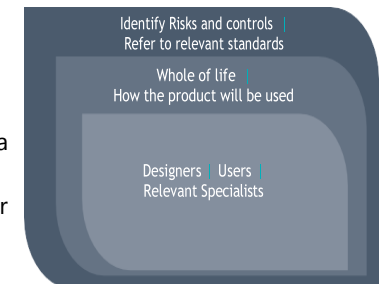 Identify Risks and controls |
Refer to relevant standards
Whole of life |
How the product will be used
a
Designers | Users |
r
Relevant Specialists